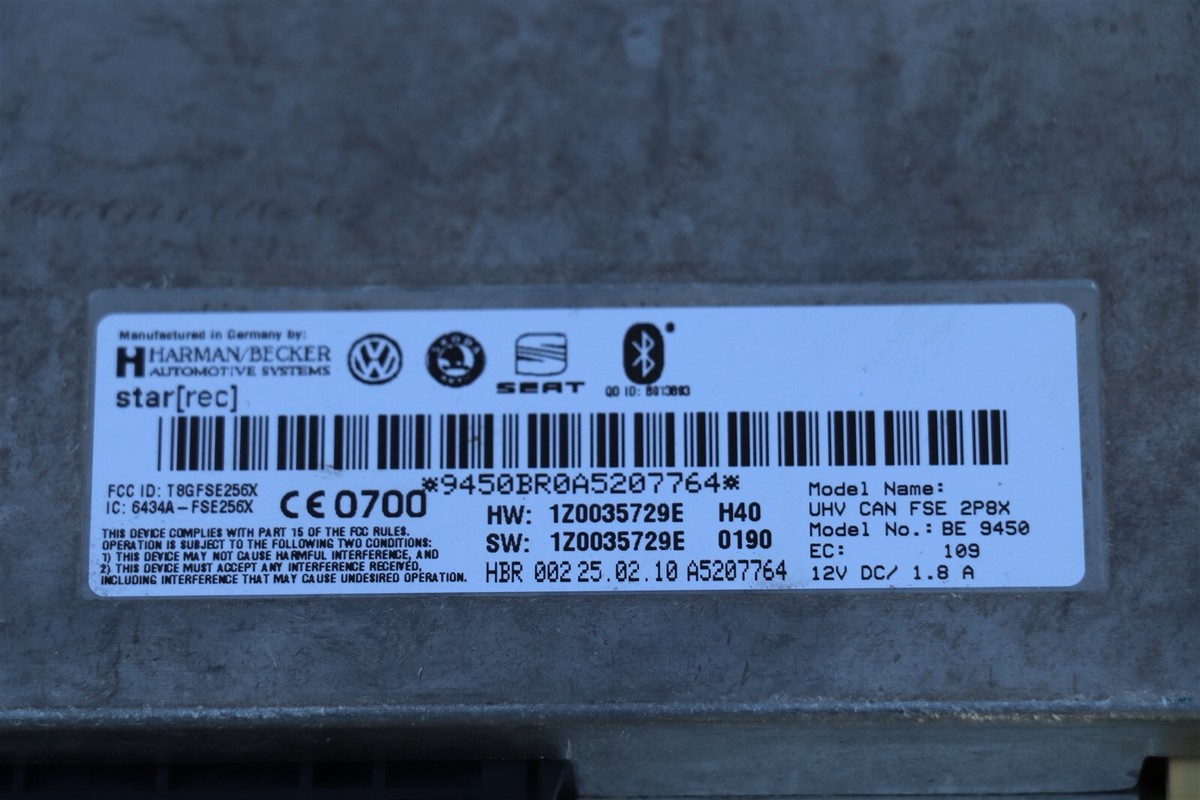 Manufactured in Germany by:
HARMAN/BECKER
AUTOMOTIVE SYSTEMS
star[rec]
ŠKODA
SEAT
QD ID: B013893
*9450BR0A5207764*
FCC ID: T8GFSE256X
IC: 6434A-FSE256X
CE 0700
THIS DEVICE COMPLIES WITH PART 15 OF THE FCC RULES.
OPERATION IS SUBJECT TO THE FOLLOWING TWO CONDITIONS:
1) THIS DEVICE MAY NOT CAUSE HARMFUL INTERFERENCE, AND
2) THIS DEVICE MUST ACCEPT ANY INTERFERENCE RECEIVED,
INCLUDING INTERFERENCE THAT MAY CAUSE UNDESIRED OPERATION.
HW: 1Z0035729E H40
SW: 1Z0035729E 0190
HBR 002 25.02.10 A5207764
Model Name:
UHV CAN FSE 2P8X
Model No.: BE 9450
EC: 109
12V DC/ 1.8 A